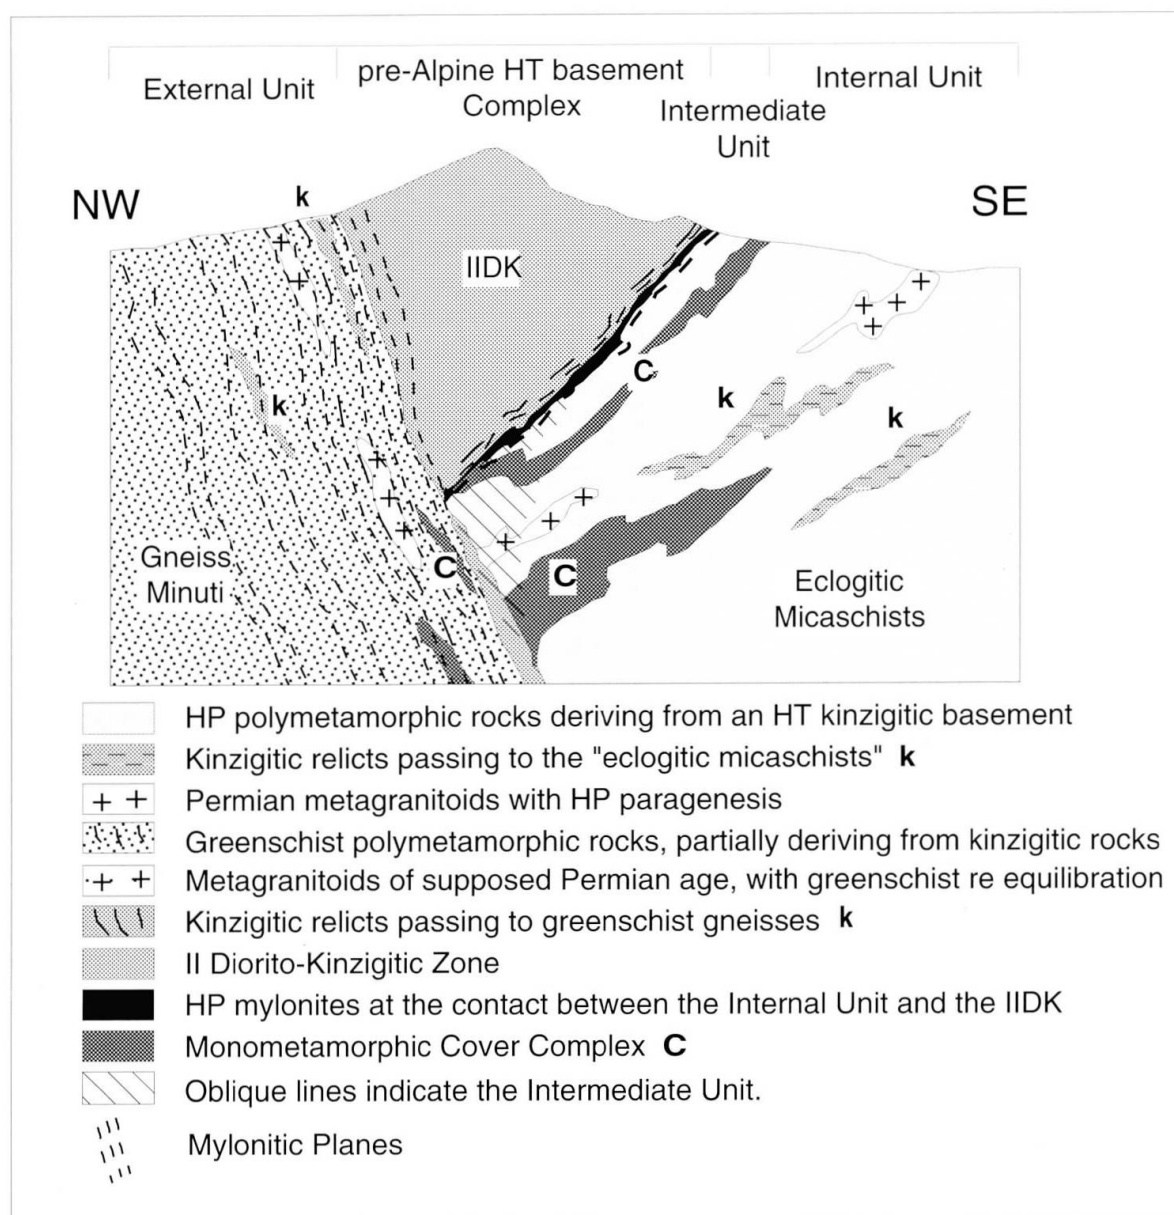 External Unit
pre-Alpine HT basement
Complex
Intermediate
Unit
Internal Unit
NW
SE
k
IIDK
C
k
k
k
Gneiss
Minuti
C
C
Eclogitic
Micaschists
HP polymetamorphic rocks deriving from an HT kinzigitic basement
Kinzigitic relicts passing to the "eclogitic micaschists" k
Permian metagranitoids with HP paragenesis
Greenschist polymetamorphic rocks, partially deriving from kinzigitic rocks
Metagranitoids of supposed Permian age, with greenschist re equilibration
Kinzigitic relicts passing to greenschist gneisses k
II Diorito-Kinzigitic Zone
HP mylonites at the contact between the Internal Unit and the IIDK
Monometamorphic Cover Complex C
Oblique lines indicate the Intermediate Unit.
Mylonitic Planes